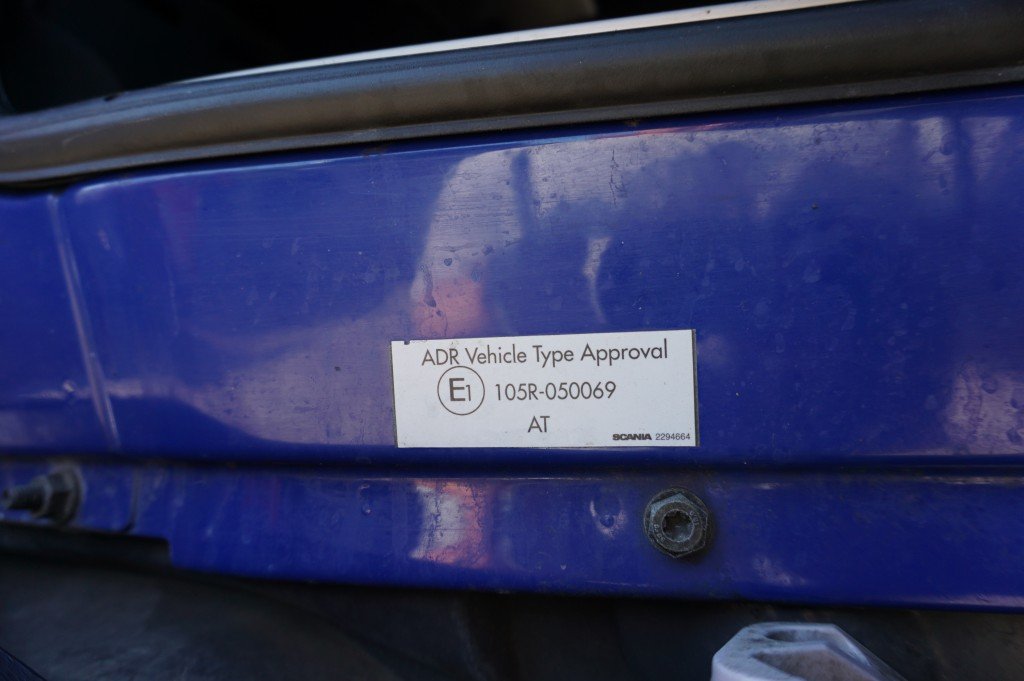 ADR Vehicle Type Approval
E1 105R-050069
AT
SCANIA 2294664